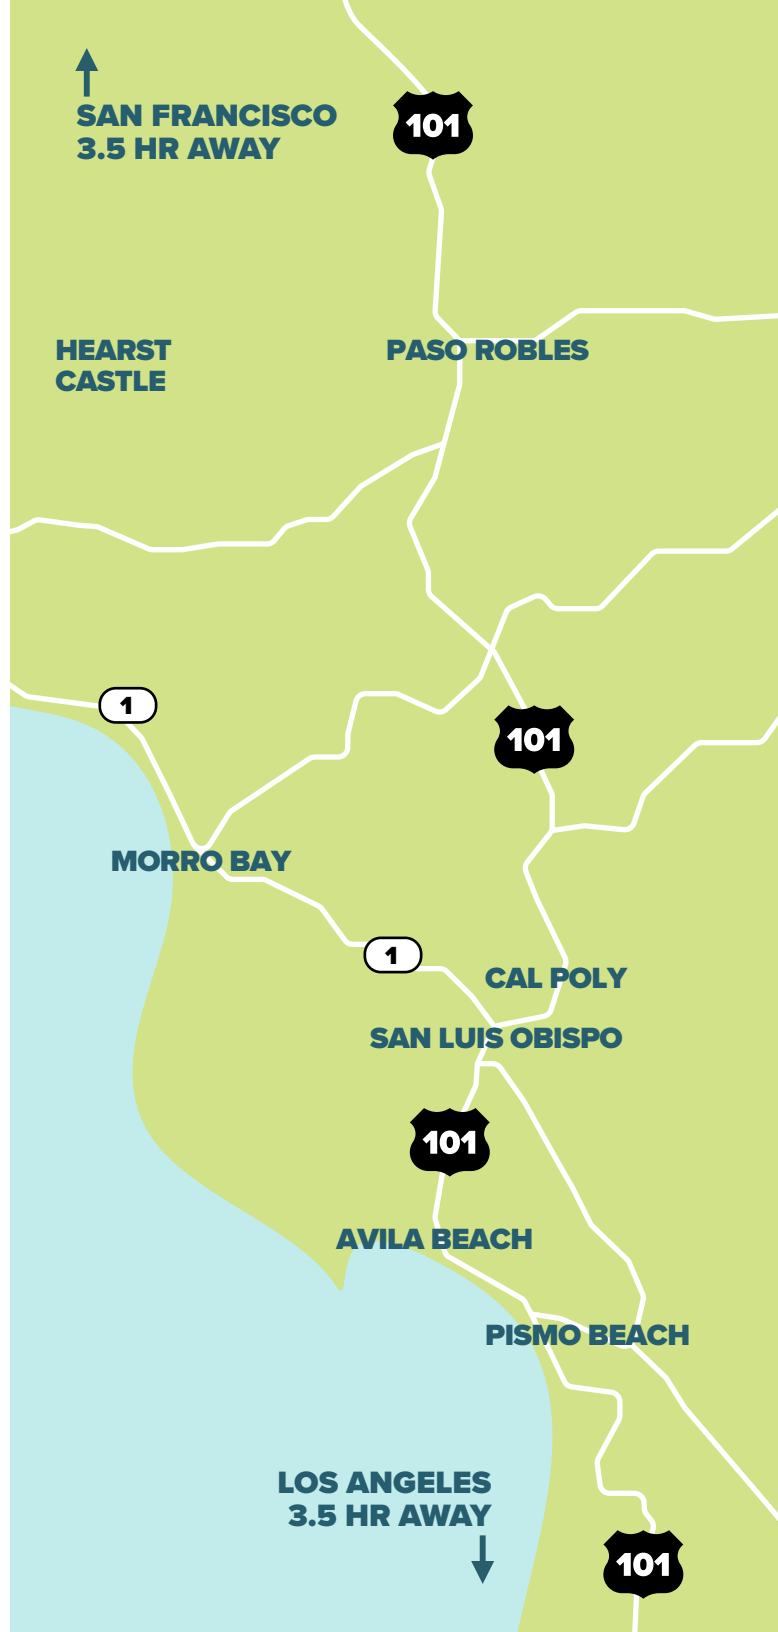 SAN FRANCISCO
3.5 HR AWAY
101
HEARST
CASTLE
PASO ROBLES
1
101
MORRO BAY
1
CAL POLY
SAN LUIS OBISPO
101
AVILA BEACH
PISMO BEACH
LOS ANGELES
3.5 HR AWAY
101